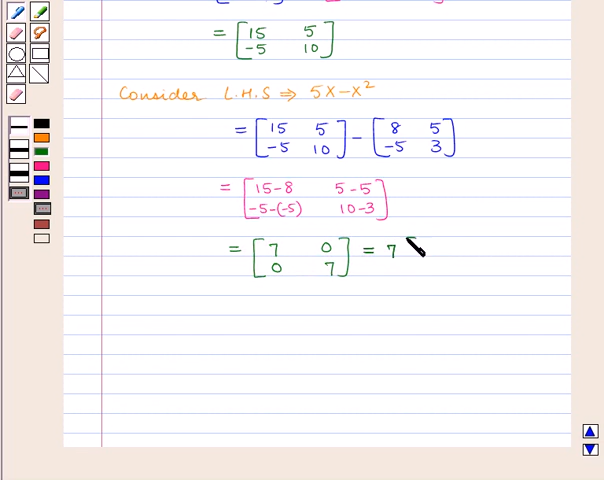 = [ 15 5
-5 10 ]
Consider L.H.S ⇒ 5X-X²
= [ 15 5
-5 10 ] - [ 8 5
-5 3 ]
= [ 15-8 5-5
-5-(-5) 10-3 ]
= [ 7 0
0 7 ] = 7 [